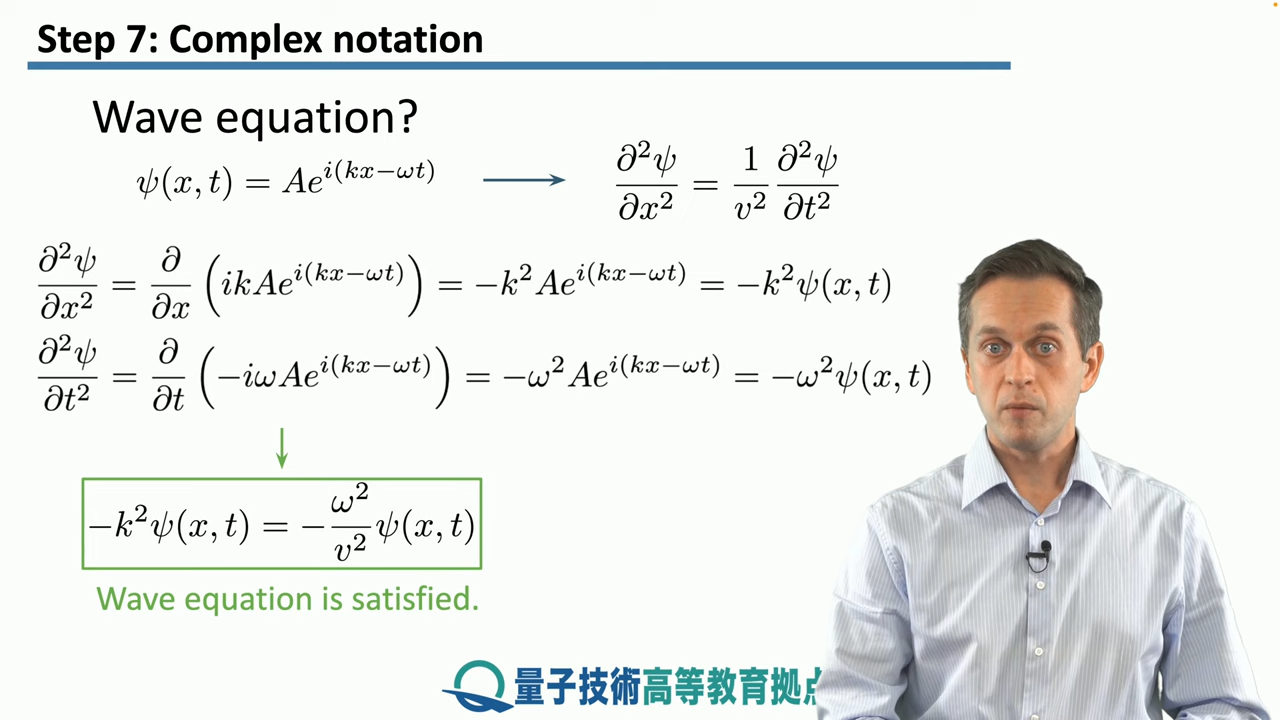 Step 7: Complex notation
Wave equation?
ψ(x, t) = Ae^{i(kx−ωt)} ⟶ ∂²ψ/∂x² = 1/v² ∂²ψ/∂t²
∂²ψ/∂x² = ∂/∂x (ikAe^{i(kx−ωt)}) = −k²Ae^{i(kx−ωt)} = −k²ψ(x, t)
∂²ψ/∂t² = ∂/∂t (−iωAe^{i(kx−ωt)}) = −ω²Ae^{i(kx−ωt)} = −ω²ψ(x, t)
−k²ψ(x, t) = −ω²/v² ψ(x, t)
Wave equation is satisfied.
量子技術高等教育拠点